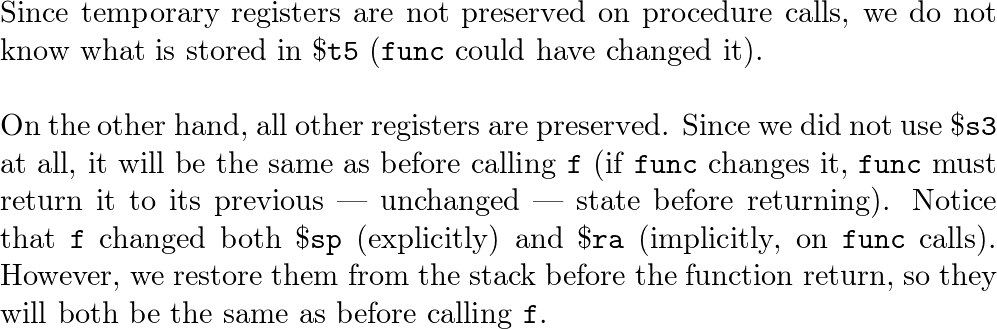 Since temporary registers are not preserved on procedure calls, we do not
know what is stored in $t5 (func could have changed it).
On the other hand, all other registers are preserved. Since we did not use $s3
at all, it will be the same as before calling f (if func changes it, func must
return it to its previous — unchanged — state before returning). Notice
that f changed both $sp (explicitly) and $ra (implicitly, on func calls).
However, we restore them from the stack before the function return, so they
will both be the same as before calling f.